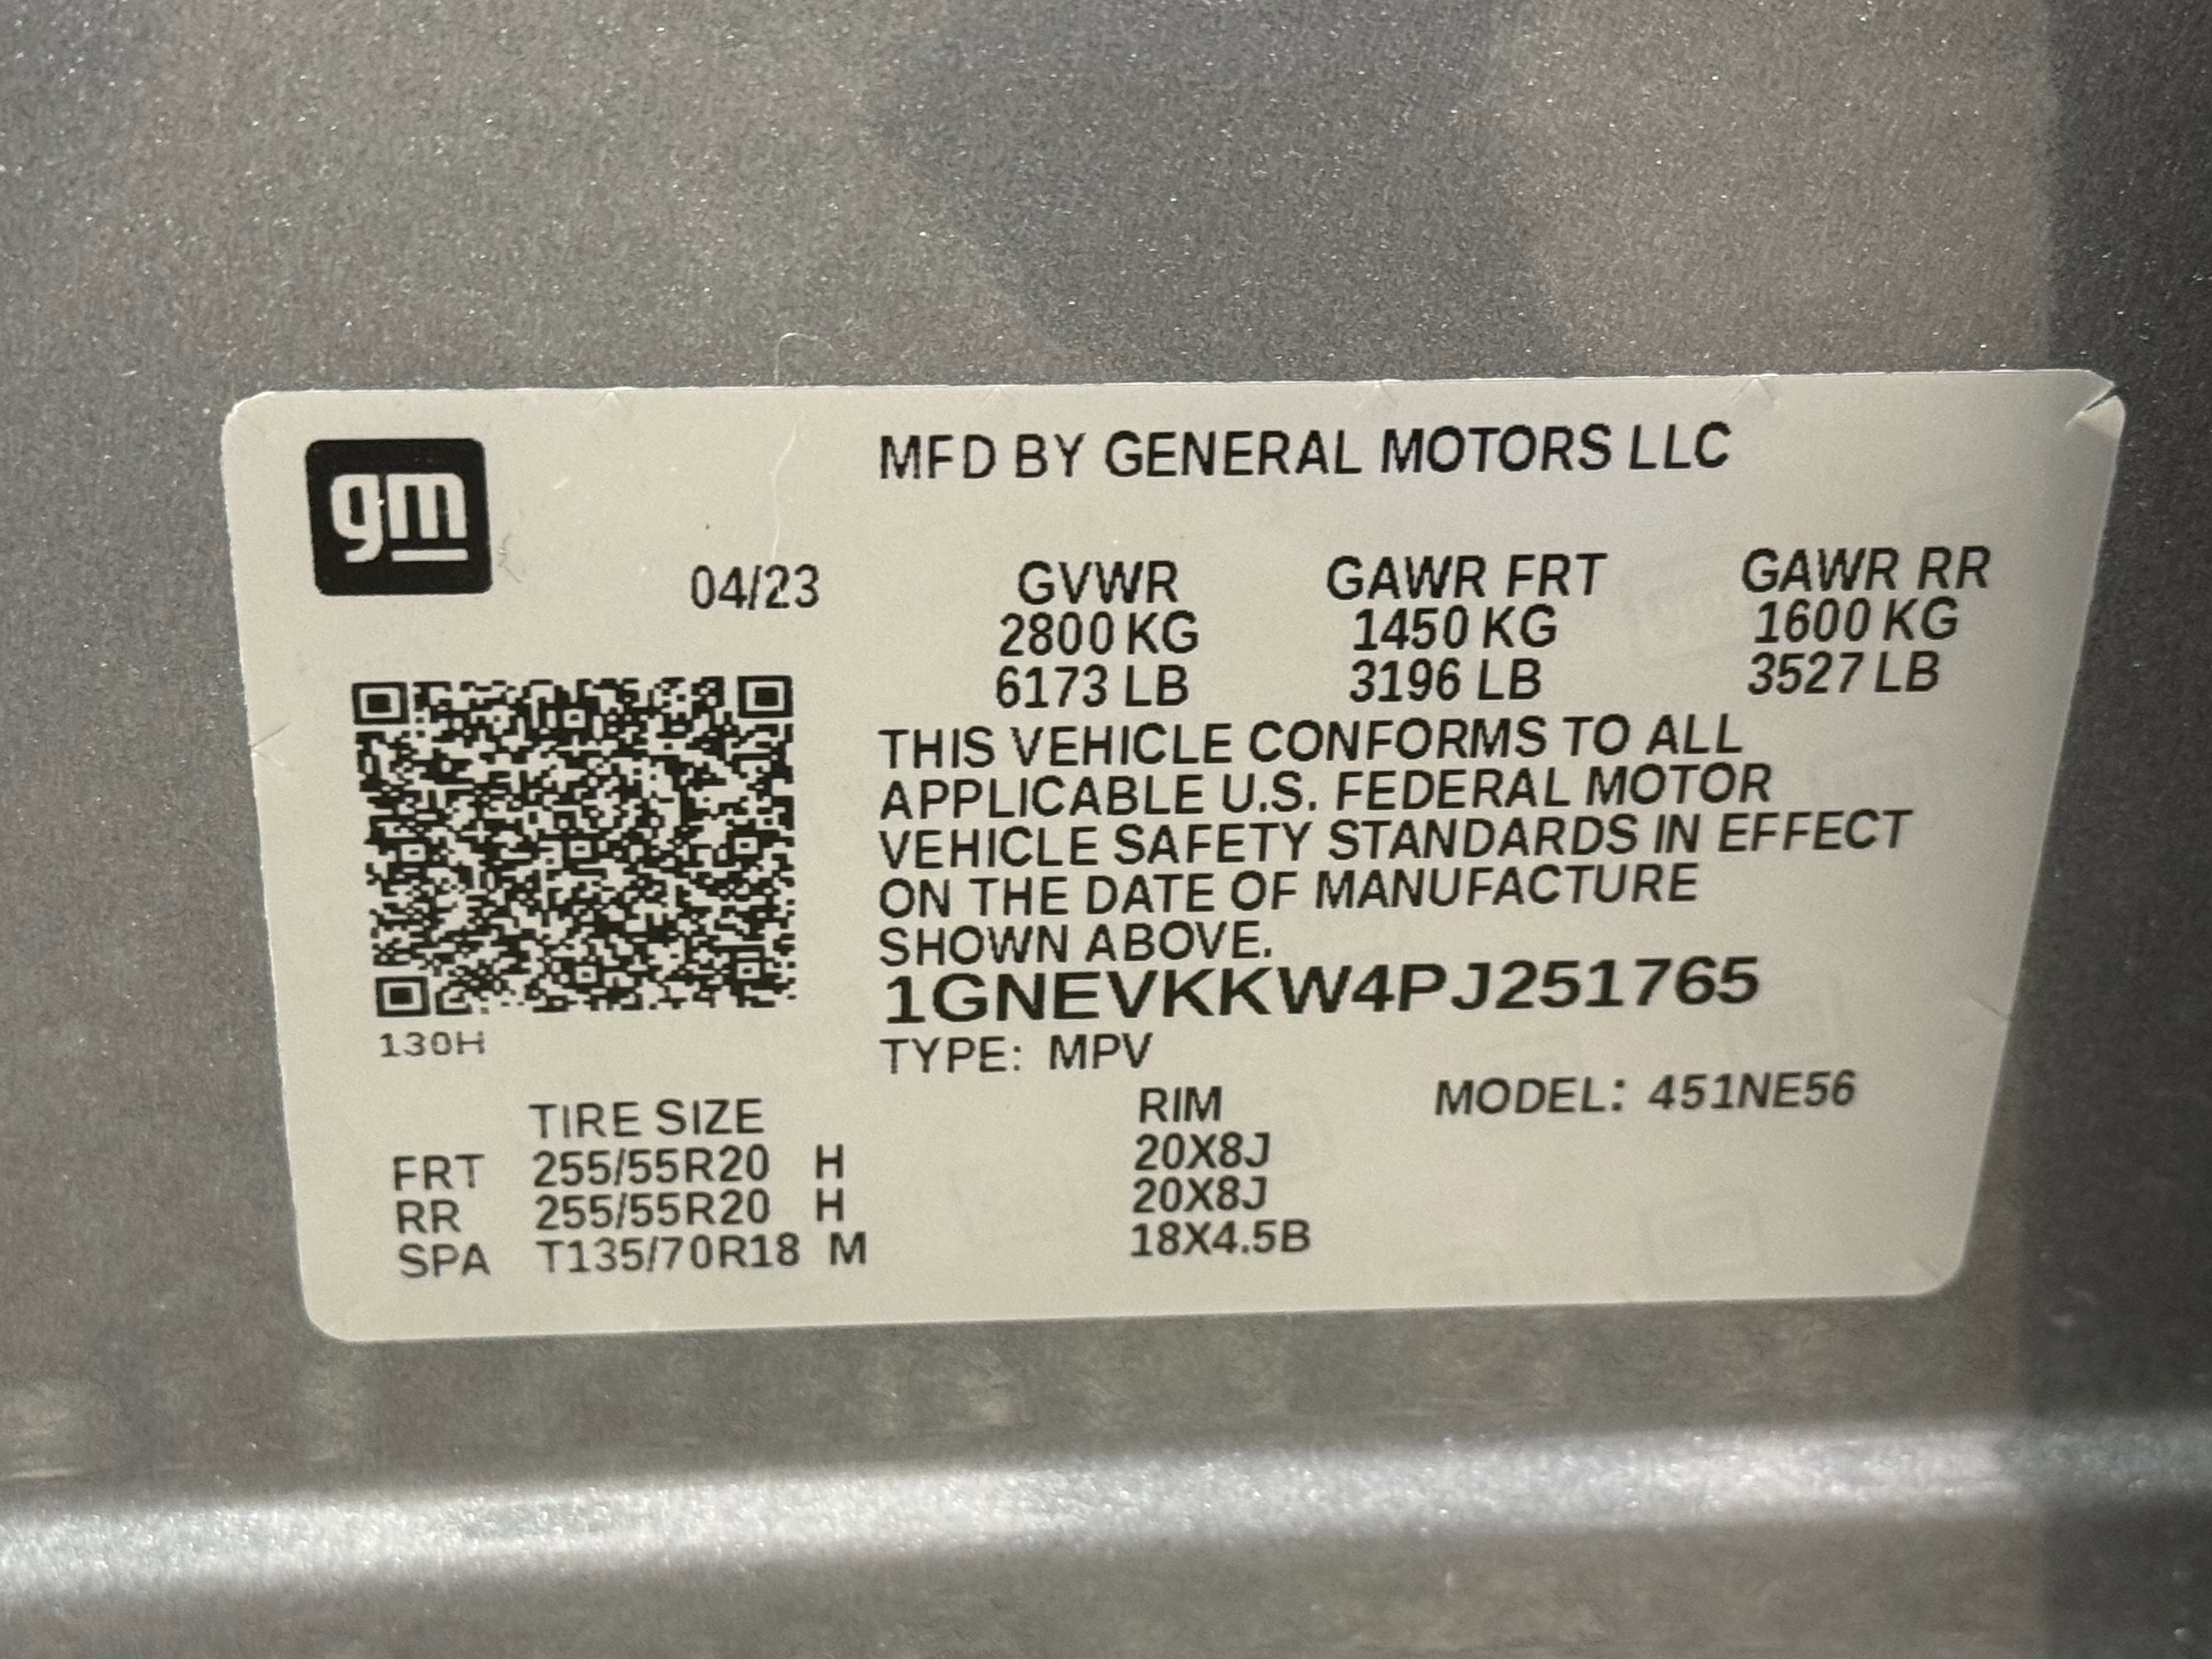 gm
MFD BY GENERAL MOTORS LLC
04/23
GVWR GAWR FRT GAWR RR
2800 KG 1450 KG 1600 KG
6173 LB 3196 LB 3527 LB
THIS VEHICLE CONFORMS TO ALL
APPLICABLE U.S. FEDERAL MOTOR
VEHICLE SAFETY STANDARDS IN EFFECT
ON THE DATE OF MANUFACTURE
SHOWN ABOVE.
1GNEVKKW4PJ251765
130H
TYPE: MPV
MODEL: 451NE56
TIRE SIZE RIM
FRT 255/55R20 H 20X8J
RR 255/55R20 H 20X8J
SPA T135/70R18 M 18X4.5B